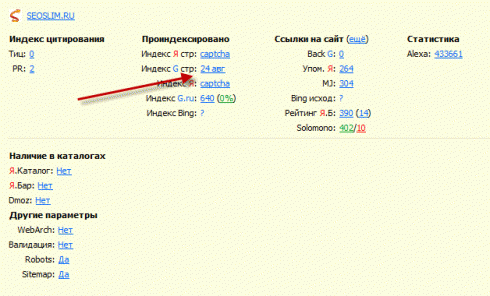 SEOSLIM.RU
Индекс цитирования
Тиц: 0
PR: 2
Проиндексировано
Индекс Я стр: captcha
Индекс G стр: 24 авг
Индекс Я: captcha
Индекс G.ru: 640 (0%)
Индекс Bing: ?
Ссылки на сайт (ещё)
Back G: 0
Упом. Я: 264
MJ: 304
Bing исход: ?
Рейтинг Я.Б: 390 (14)
Solomono: 402/10
Статистика
Alexa: 433661
Наличие в каталогах
Я.Каталог: Нет
Я.Бар: Нет
Dmoz: Нет
Другие параметры
WebArch: Нет
Валидация: Нет
Robots: Да
Sitemap: Да